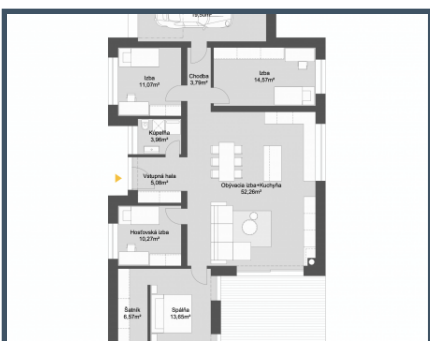 Izba
11,07m²
Chodba
3,79m²
Izba
14,57m²
Kúpeľňa
3,96m²
Vstupná hala
5,09m²
Obývacia izba+Kuchyňa
52,26m²
Hosťovská izba
10,27m²
Šatník
6,57m²
Spálňa
13,65m²